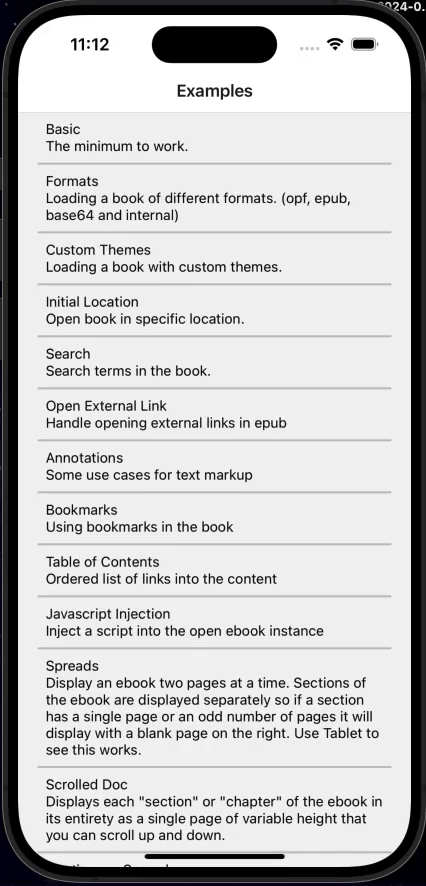 2024-0.
11:12
Examples
Basic
The minimum to work.
Formats
Loading a book of different formats. (opf, epub,
base64 and internal)
Custom Themes
Loading a book with custom themes.
Initial Location
Open book in specific location.
Search
Search terms in the book.
Open External Link
Handle opening external links in epub
Annotations
Some use cases for text markup
Bookmarks
Using bookmarks in the book
Table of Contents
Ordered list of links into the content
Javascript Injection
Inject a script into the open ebook instance
Spreads
Display an ebook two pages at a time. Sections of
the ebook are displayed separately so if a section
has a single page or an odd number of pages it will
display with a blank page on the right. Use Tablet to
see this works.
Scrolled Doc
Displays each "section" or "chapter" of the ebook in
its entirety as a single page of variable height that
you can scroll up and down.